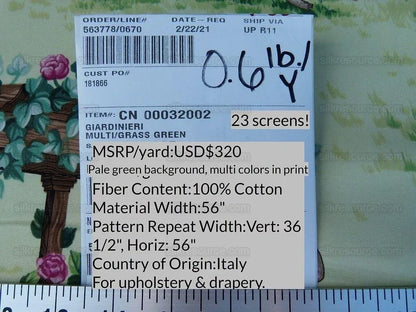 ORDER/LINE# DATE - REQ SHIP VIA
563778/0670 2/22/21 UP R11
0.6 lb./Y
CUST PO#
181866
ITEM#: CN 00032002
23 screens!
GIARDINIERI
MULTI/GRASS GREEN
MSRP/yard:USD$320
Pale green background, multi colors in print
Fiber Content:100% Cotton
Material Width:56"
Pattern Repeat Width:Vert: 36
1/2", Horiz: 56"
Country of Origin:Italy
For upholstery & drapery.